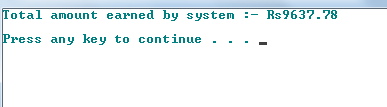 Total amount earned by system :- Rs9637.78
Press any key to continue . . .